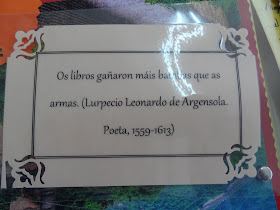 Os libros gañaron máis batallas que as
armas. (Lurpecio Leonardo de Argensola.
Poeta, 1559-1613)